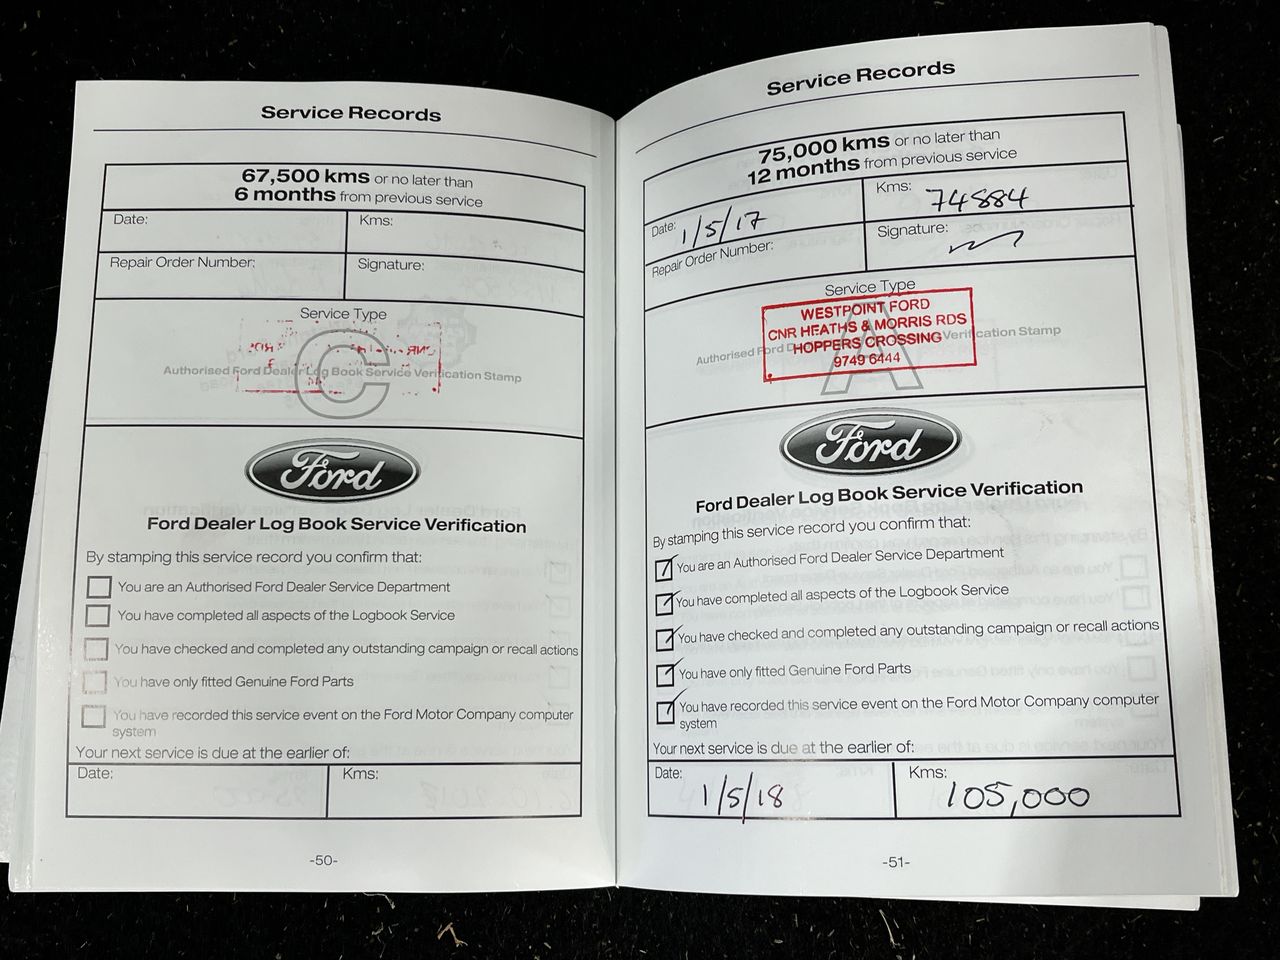 Service Records
67,500 kms or no later than
6 months from previous service
Date:
Kms:
Repair Order Number:
Signature:
Service Type
C
Authorised Ford Dealer Log Book Service Verification Stamp
Ford
Ford Dealer Log Book Service Verification
By stamping this service record you confirm that:
You are an Authorised Ford Dealer Service Department
You have completed all aspects of the Logbook Service
You have checked and completed any outstanding campaign or recall actions
You have only fitted Genuine Ford Parts
You have recorded this service event on the Ford Motor Company computer
system
Your next service is due at the earlier of:
Date:
Kms:
-50-
Service Records
75,000 kms or no later than
12 months from previous service
Date: 1/5/17
Kms: 74884
Repair Order Number:
Signature:
Service Type
A
WESTPOINT FORD
CNR HEATHS & MORRIS RDS
HOPPERS CROSSING
9749 6444
Authorised Ford D Verification Stamp
Ford
Ford Dealer Log Book Service Verification
By stamping this service record you confirm that:
You are an Authorised Ford Dealer Service Department
You have completed all aspects of the Logbook Service
You have checked and completed any outstanding campaign or recall actions
You have only fitted Genuine Ford Parts
You have recorded this service event on the Ford Motor Company computer
system
Your next service is due at the earlier of:
Date: 1/5/18
Kms: 105,000
-51-